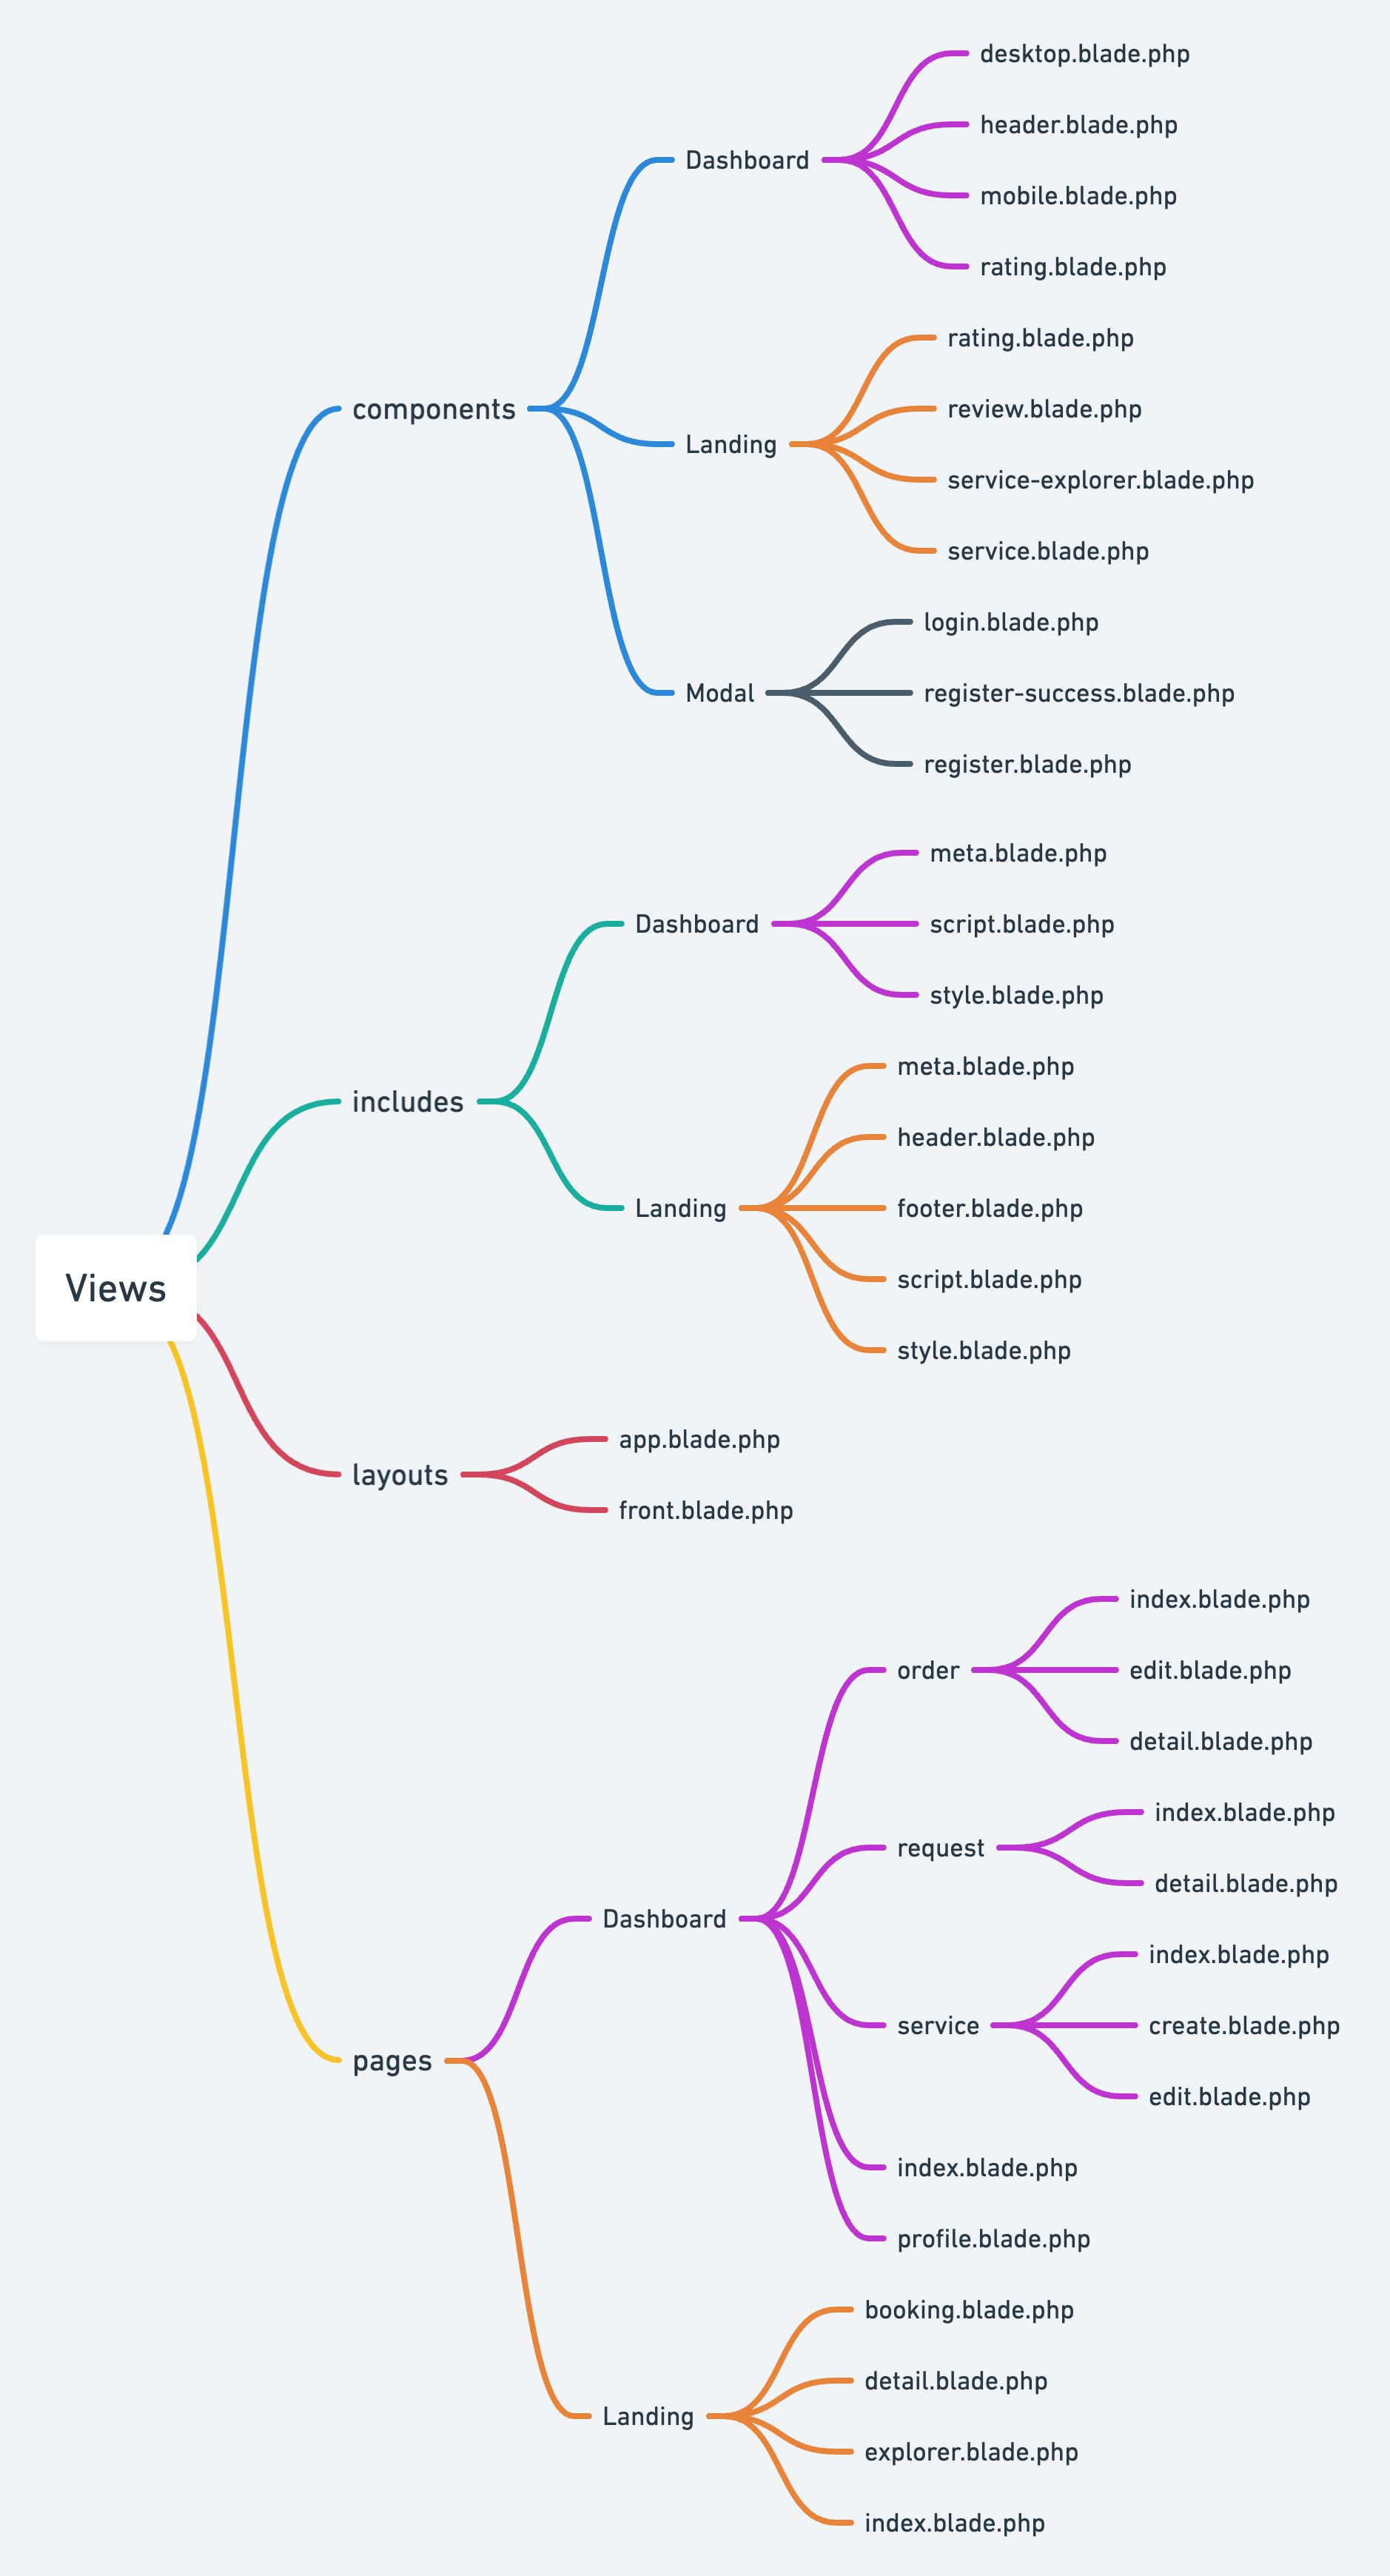 Views
components
Dashboard
desktop.blade.php
header.blade.php
mobile.blade.php
rating.blade.php
Landing
rating.blade.php
review.blade.php
service-explorer.blade.php
service.blade.php
Modal
login.blade.php
register-success.blade.php
register.blade.php
includes
Dashboard
meta.blade.php
script.blade.php
style.blade.php
Landing
meta.blade.php
header.blade.php
footer.blade.php
script.blade.php
style.blade.php
layouts
app.blade.php
front.blade.php
pages
Dashboard
order
index.blade.php
edit.blade.php
detail.blade.php
request
index.blade.php
detail.blade.php
service
index.blade.php
create.blade.php
edit.blade.php
index.blade.php
profile.blade.php
Landing
booking.blade.php
detail.blade.php
explorer.blade.php
index.blade.php